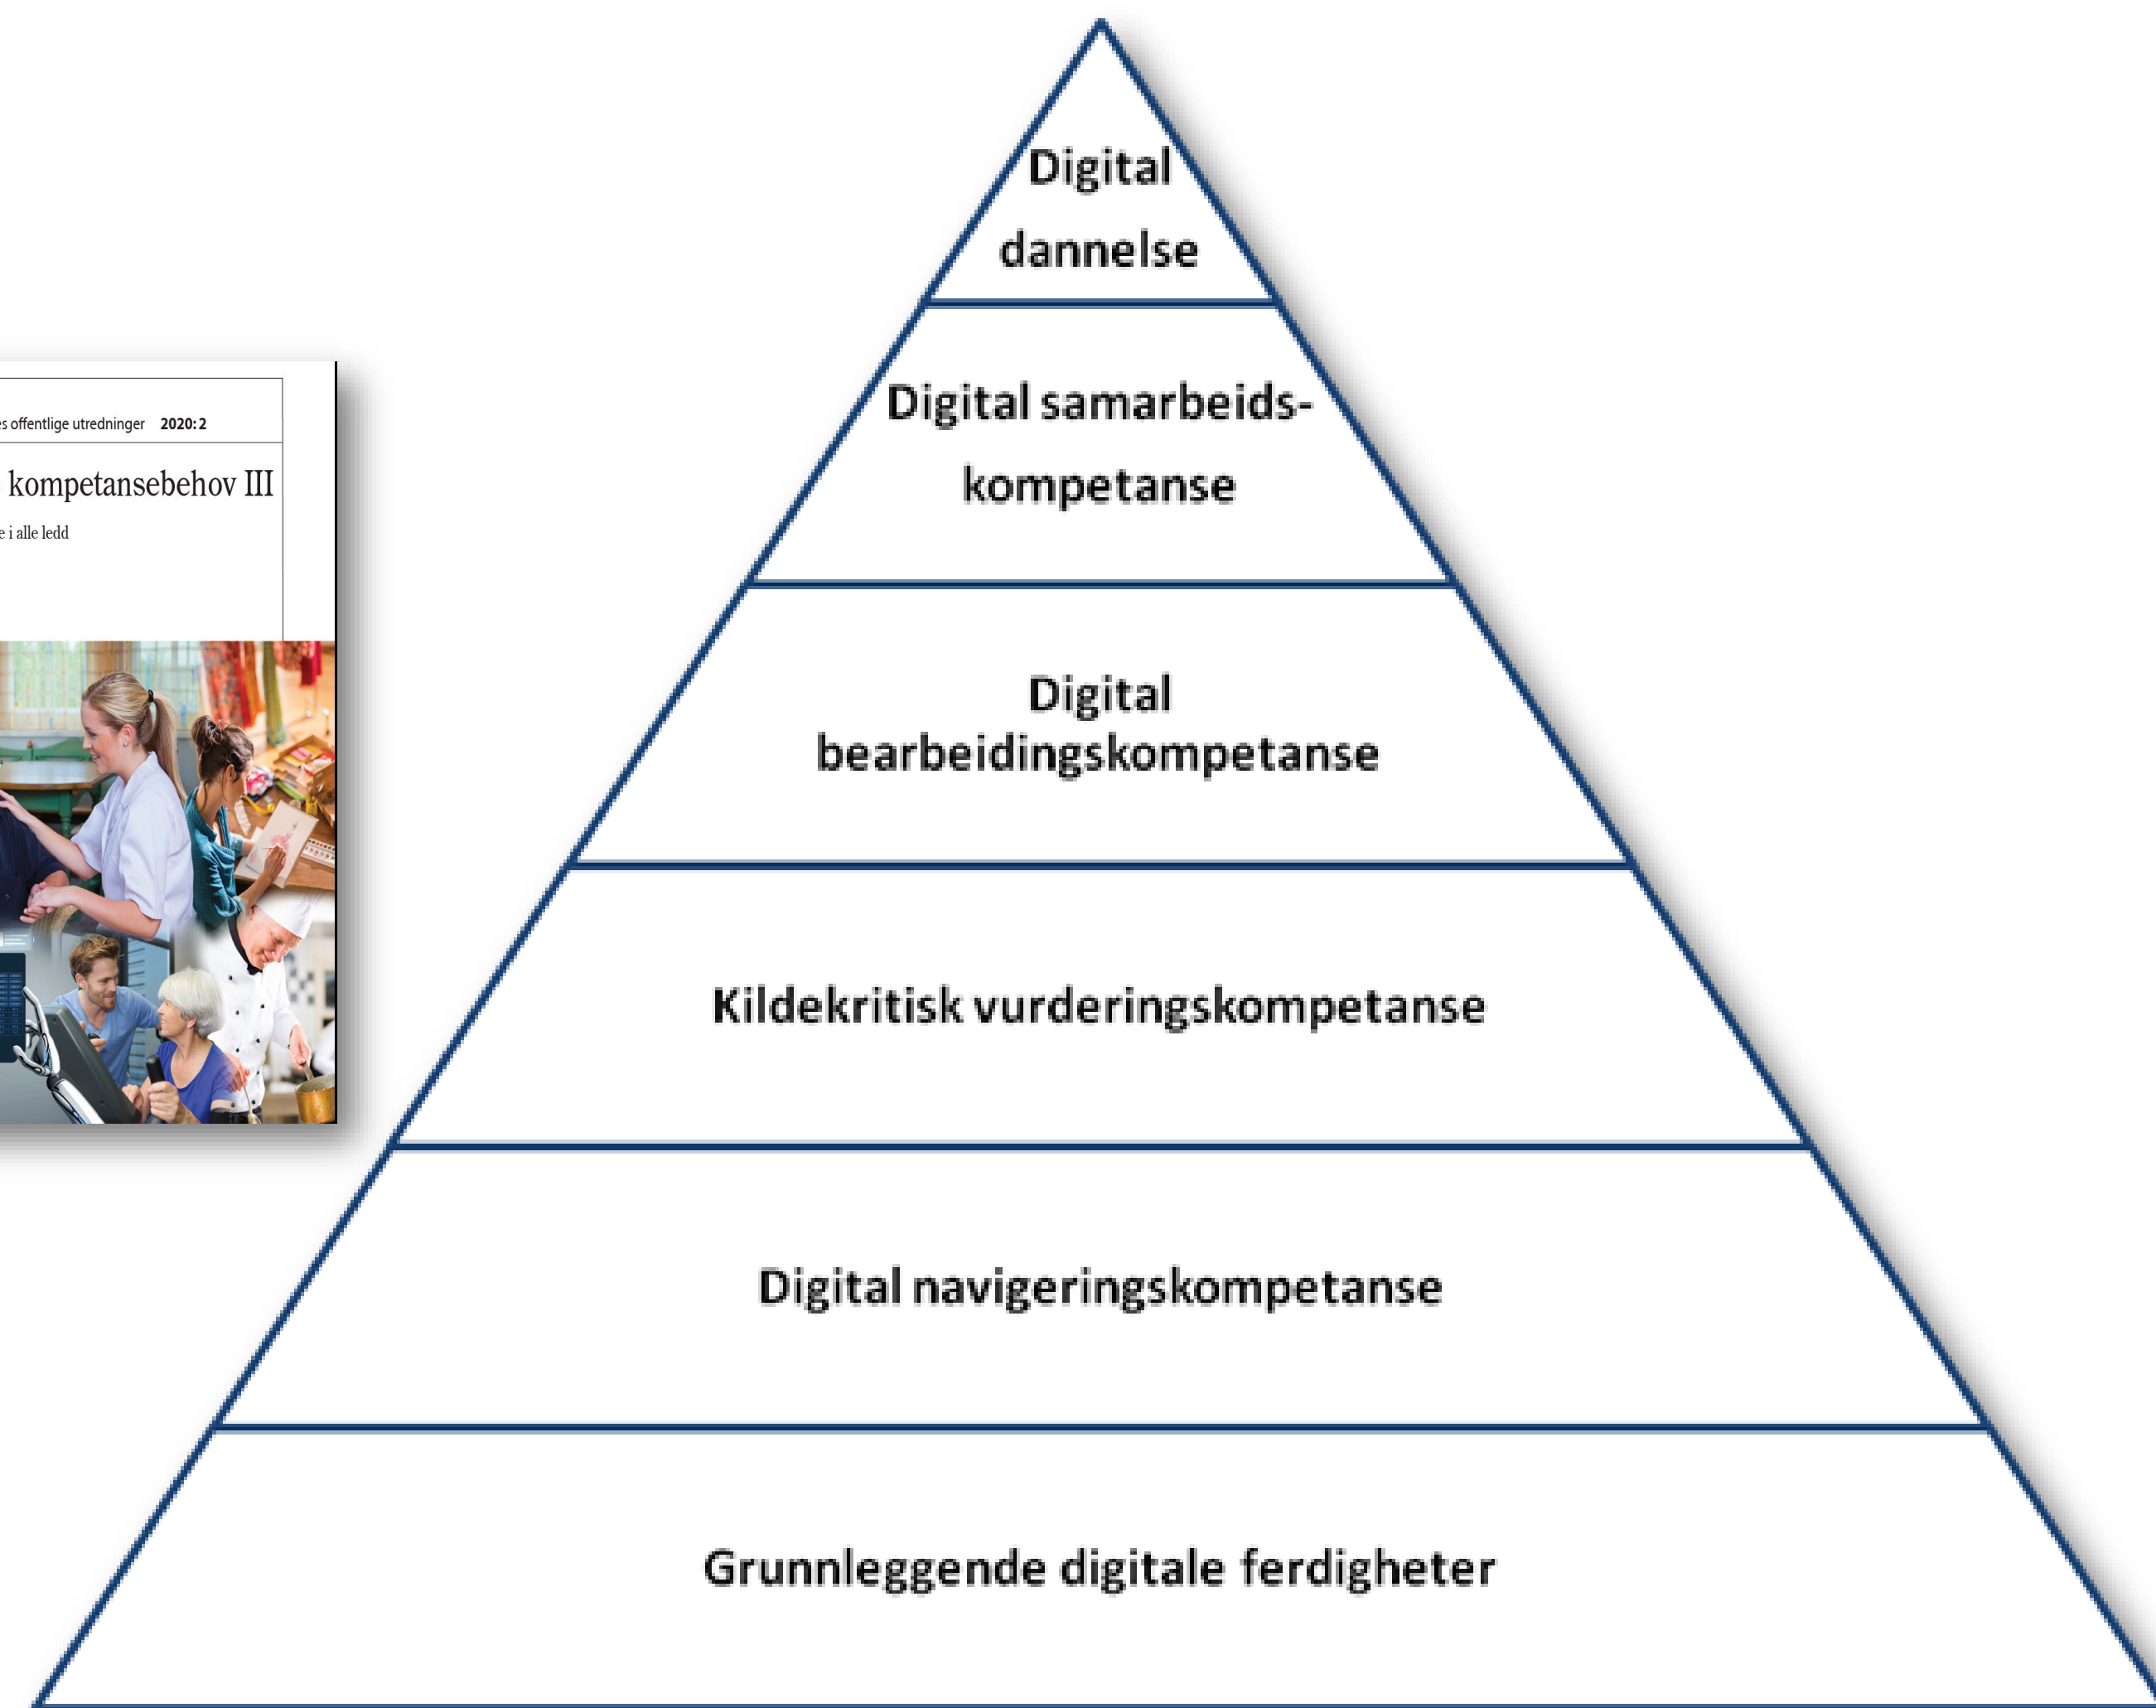 es offentlige utredninger 2020: 2
kompetansebehov III
e i alle ledd
Digital
dannelse
Digital samarbeids-
kompetanse
Digital
bearbeidingskompetanse
Kildekritisk vurderingskompetanse
Digital navigeringskompetanse
Grunnleggende digitale ferdigheter